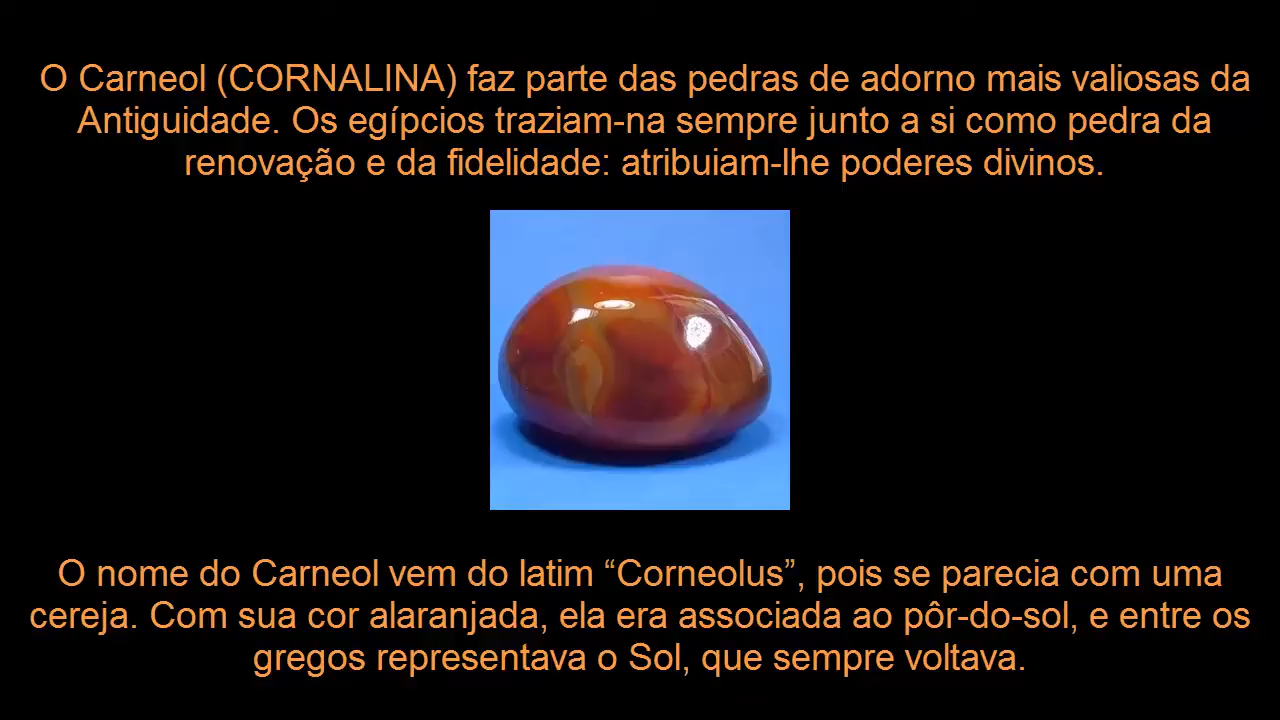 O Carneol (CORNALINA) faz parte das pedras de adorno mais valiosas da
Antiguidade. Os egípcios traziam-na sempre junto a si como pedra da
renovação e da fidelidade: atribuiam-lhe poderes divinos.
O nome do Carneol vem do latim “Corneolus”, pois se parecia com uma
cereja. Com sua cor alaranjada, ela era associada ao pôr-do-sol, e entre os
gregos representava o Sol, que sempre voltava.